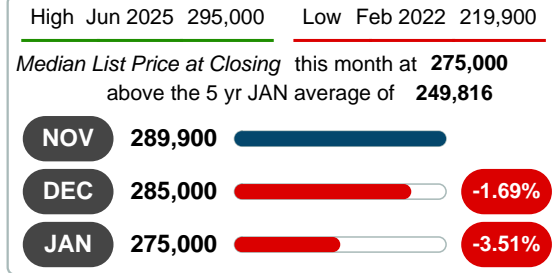 High Jun 2025 295,000 Low Feb 2022 219,900
Median List Price at Closing this month at 275,000
above the 5 yr JAN average of 249,816
NOV 289,900
DEC 285,000 -1.69%
JAN 275,000 -3.51%